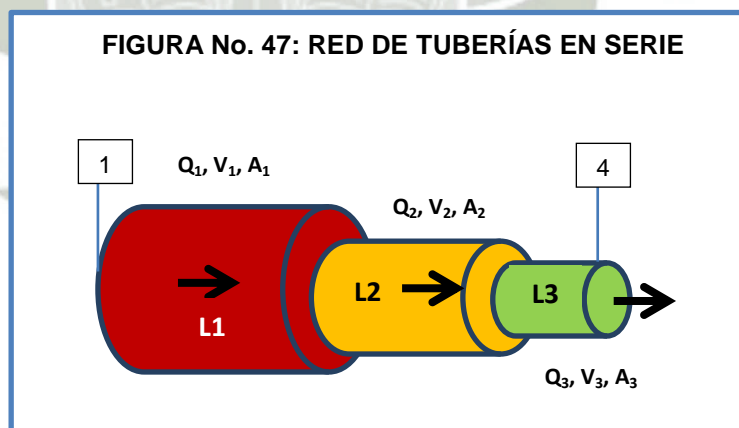 FIGURA No. 47: RED DE TUBERÍAS EN SERIE
1
Q₁, V₁, A₁
4
Q₂, V₂, A₂
L1
L2
L3
Q₃, V₃, A₃